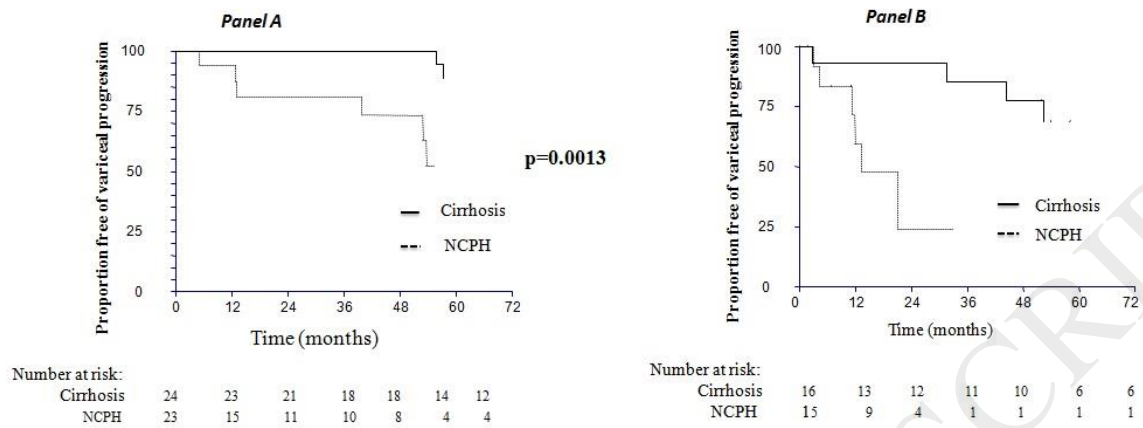 Panel A
Proportion free of variceal progression
100
75
50
25
0
0 12 24 36 48 60 72
Time (months)
Cirrhosis
NCPH
p=0.0013
Number at risk:
Cirrhosis 24 23 21 18 18 14 12
NCPH 23 15 11 10 8 4 4
Panel B
Proportion free of variceal progression
100
75
50
25
0
0 12 24 36 48 60 72
Time (months)
Cirrhosis
NCPH
Number at risk:
Cirrhosis 16 13 12 11 10 6 6
NCPH 15 9 4 1 1 1 1